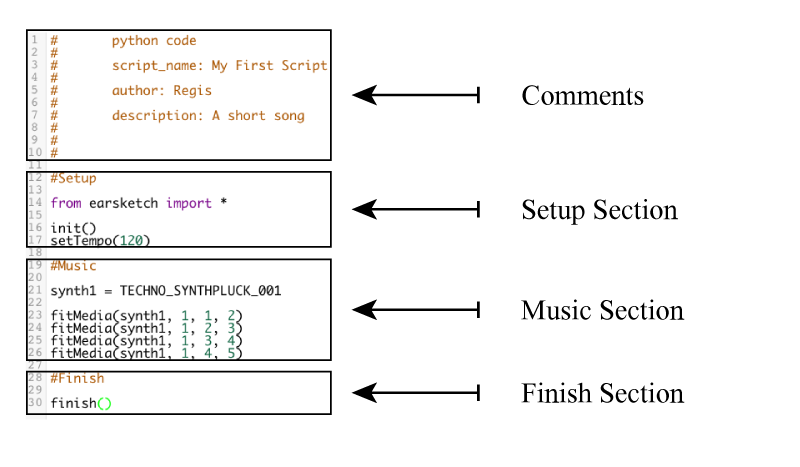 1 #       python code
2 #
3 #       script_name: My First Script
4 #
5 #       author: Regis
6 #
7 #       description: A short song
8 #
9 #
10 #
Comments
11
12 #Setup
13
14 from earsketch import *
15
16 init()
17 setTempo(120)
Setup Section
18
19 #Music
20
21 synth1 = TECHNO_SYNTHPLUCK_001
22
23 fitMedia(synth1, 1, 1, 2)
24 fitMedia(synth1, 1, 2, 3)
25 fitMedia(synth1, 1, 3, 4)
26 fitMedia(synth1, 1, 4, 5)
Music Section
27
28 #Finish
29
30 finish()
Finish Section